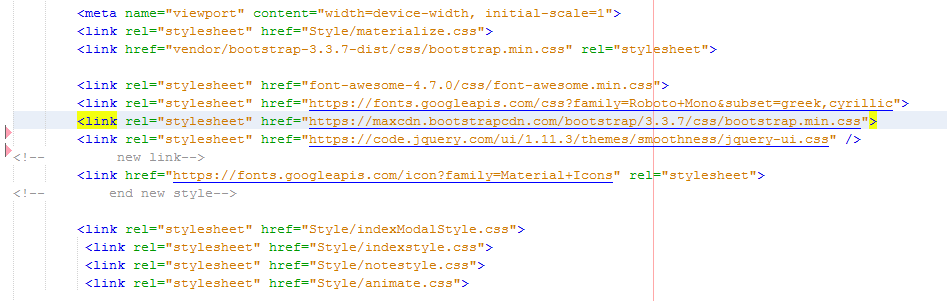 <meta name="viewport" content="width=device-width, initial-scale=1">
<link rel="stylesheet" href="Style/materialize.css">
<link href="vendor/bootstrap-3.3.7-dist/css/bootstrap.min.css" rel="stylesheet">
<link rel="stylesheet" href="font-awesome-4.7.0/css/font-awesome.min.css">
<link rel="stylesheet" href="https://fonts.googleapis.com/css?family=Roboto+Mono&subset=greek,cyrillic">
<link rel="stylesheet" href="https://maxcdn.bootstrapcdn.com/bootstrap/3.3.7/css/bootstrap.min.css">
<link rel="stylesheet" href="https://code.jquery.com/ui/1.11.3/themes/smoothness/jquery-ui.css" />
<!--         new link-->
<link href="https://fonts.googleapis.com/icon?family=Material+Icons" rel="stylesheet">
<!--        end new style-->
<link rel="stylesheet" href="Style/indexModalStyle.css">
<link rel="stylesheet" href="Style/indexstyle.css">
<link rel="stylesheet" href="Style/notestyle.css">
<link rel="stylesheet" href="Style/animate.css">